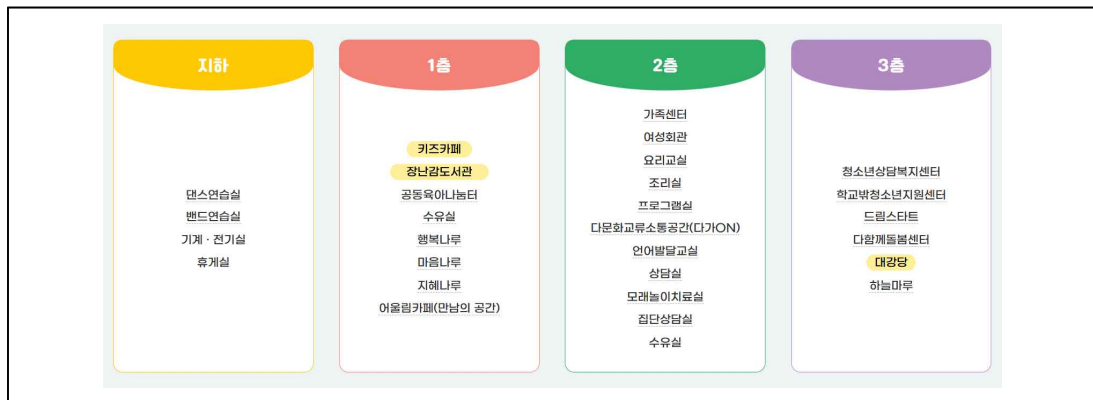 지하
댄스연습실
밴드연습실
기계 · 전기실
휴게실
1층
키즈카페
장난감도서관
공동육아나눔터
수유실
행복나루
마음나루
지혜나루
어울림카페(만남의 공간)
2층
가족센터
여성회관
요리교실
조리실
프로그램실
다문화교류소통공간(다가ON)
언어발달교실
상담실
모래놀이치료실
집단상담실
수유실
3층
청소년상담복지센터
학교밖청소년지원센터
드림스타트
다함께돌봄센터
대강당
하늘마루